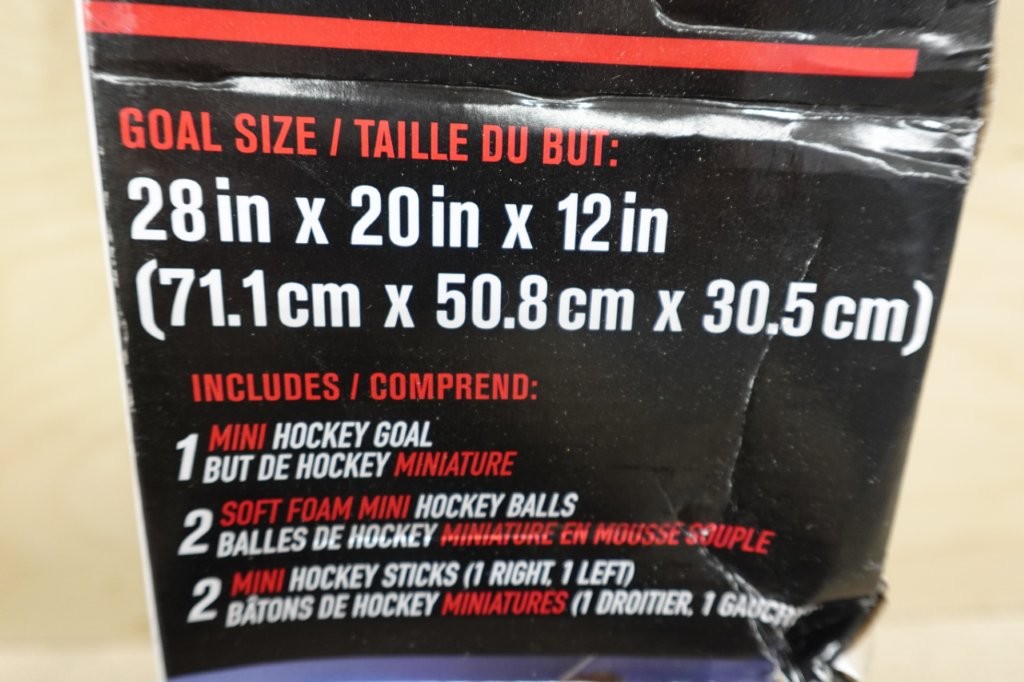 GOAL SIZE / TAILLE DU BUT:
28 in x 20 in x 12 in
(71.1 cm x 50.8 cm x 30.5 cm)
INCLUDES / COMPREND:
1 MINI HOCKEY GOAL
BUT DE HOCKEY MINIATURE
2 SOFT FOAM MINI HOCKEY BALLS
BALLES DE HOCKEY MINIATURE EN MOUSSE SOUPLE
2 MINI HOCKEY STICKS (1 RIGHT, 1 LEFT)
BÂTONS DE HOCKEY MINIATURES (1 DROITIER, 1